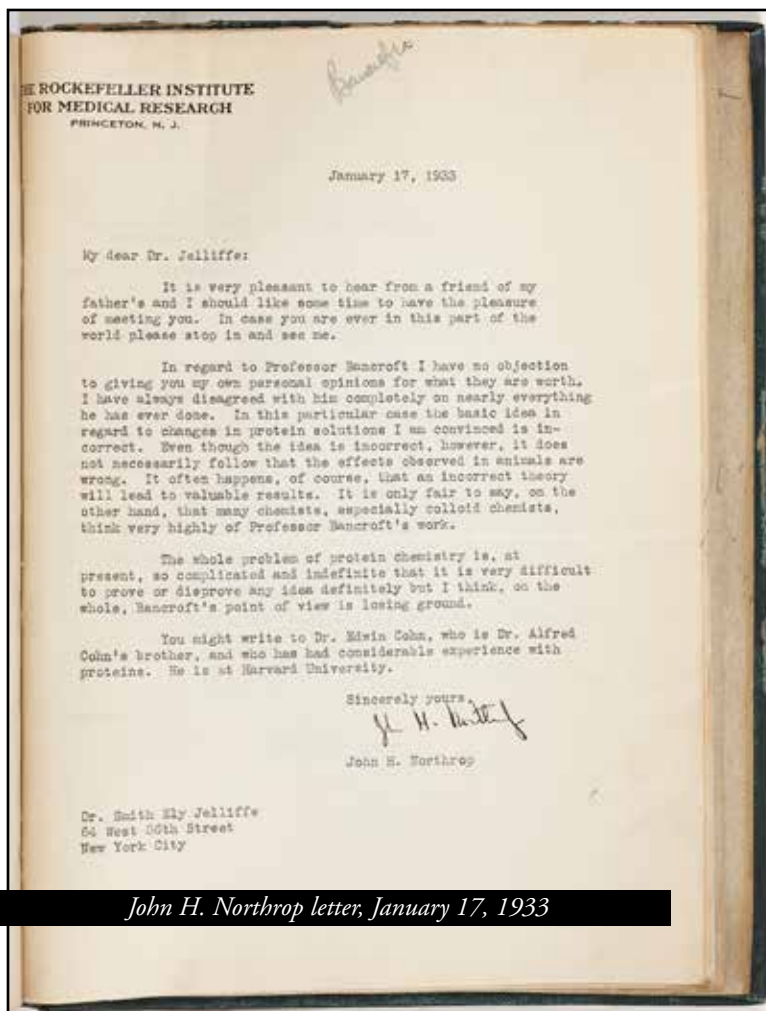 Bancroft
THE ROCKEFELLER INSTITUTE
FOR MEDICAL RESEARCH
PRINCETON, N. J.
January 17, 1933
My dear Dr. Jelliffe:
It is very pleasant to hear from a friend of my
father's and I should like some time to have the pleasure
of meeting you. In case you are ever in this part of the
world please stop in and see me.
In regard to Professor Bancroft I have no objection
to giving you my own personal opinions for what they are worth.
I have always disagreed with him completely on nearly everything
he has ever done. In this particular case the basic idea in
regard to changes in protein solutions I am convinced is in-
correct. Even though the idea is incorrect, however, it does
not necessarily follow that the effects observed in animals are
wrong. It often happens, of course, that an incorrect theory
will lead to valuable results. It is only fair to say, on the
other hand, that many chemists, especially colloid chemists,
think very highly of Professor Bancroft's work.
The whole problem of protein chemistry is, at
present, so complicated and indefinite that it is very difficult
to prove or disprove any idea definitely but I think, on the
whole, Bancroft's point of view is losing ground.
You might write to Dr. Edwin Cohn, who is Dr. Alfred
Cohn's brother, and who has had considerable experience with
proteins. He is at Harvard University.
Sincerely yours,
John H. Northrop
John H. Northrop
Dr. Smith Ely Jelliffe
64 West 56th Street
New York City
John H. Northrop letter, January 17, 1933